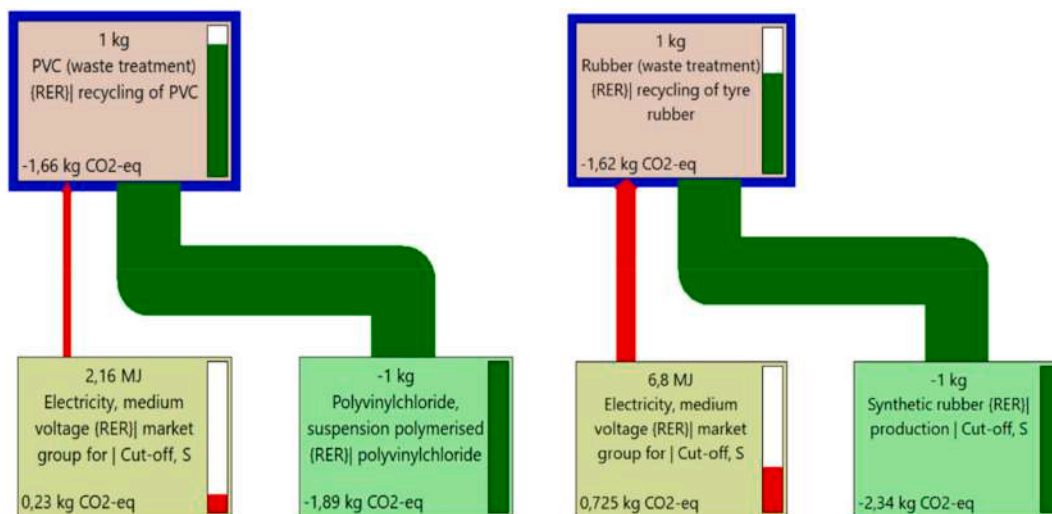 1 kg
PVC (waste treatment)
{RER}| recycling of PVC
-1,66 kg CO2-eq
1 kg
Rubber (waste treatment)
{RER}| recycling of tyre
rubber
-1,62 kg CO2-eq
2,16 MJ
Electricity, medium
voltage {RER}| market
group for | Cut-off, S
0,23 kg CO2-eq
-1 kg
Polyvinylchloride,
suspension polymerised
{RER}| polyvinylchloride
-1,89 kg CO2-eq
6,8 MJ
Electricity, medium
voltage {RER}| market
group for | Cut-off, S
0,725 kg CO2-eq
-1 kg
Synthetic rubber {RER}|
production | Cut-off, S
-2,34 kg CO2-eq